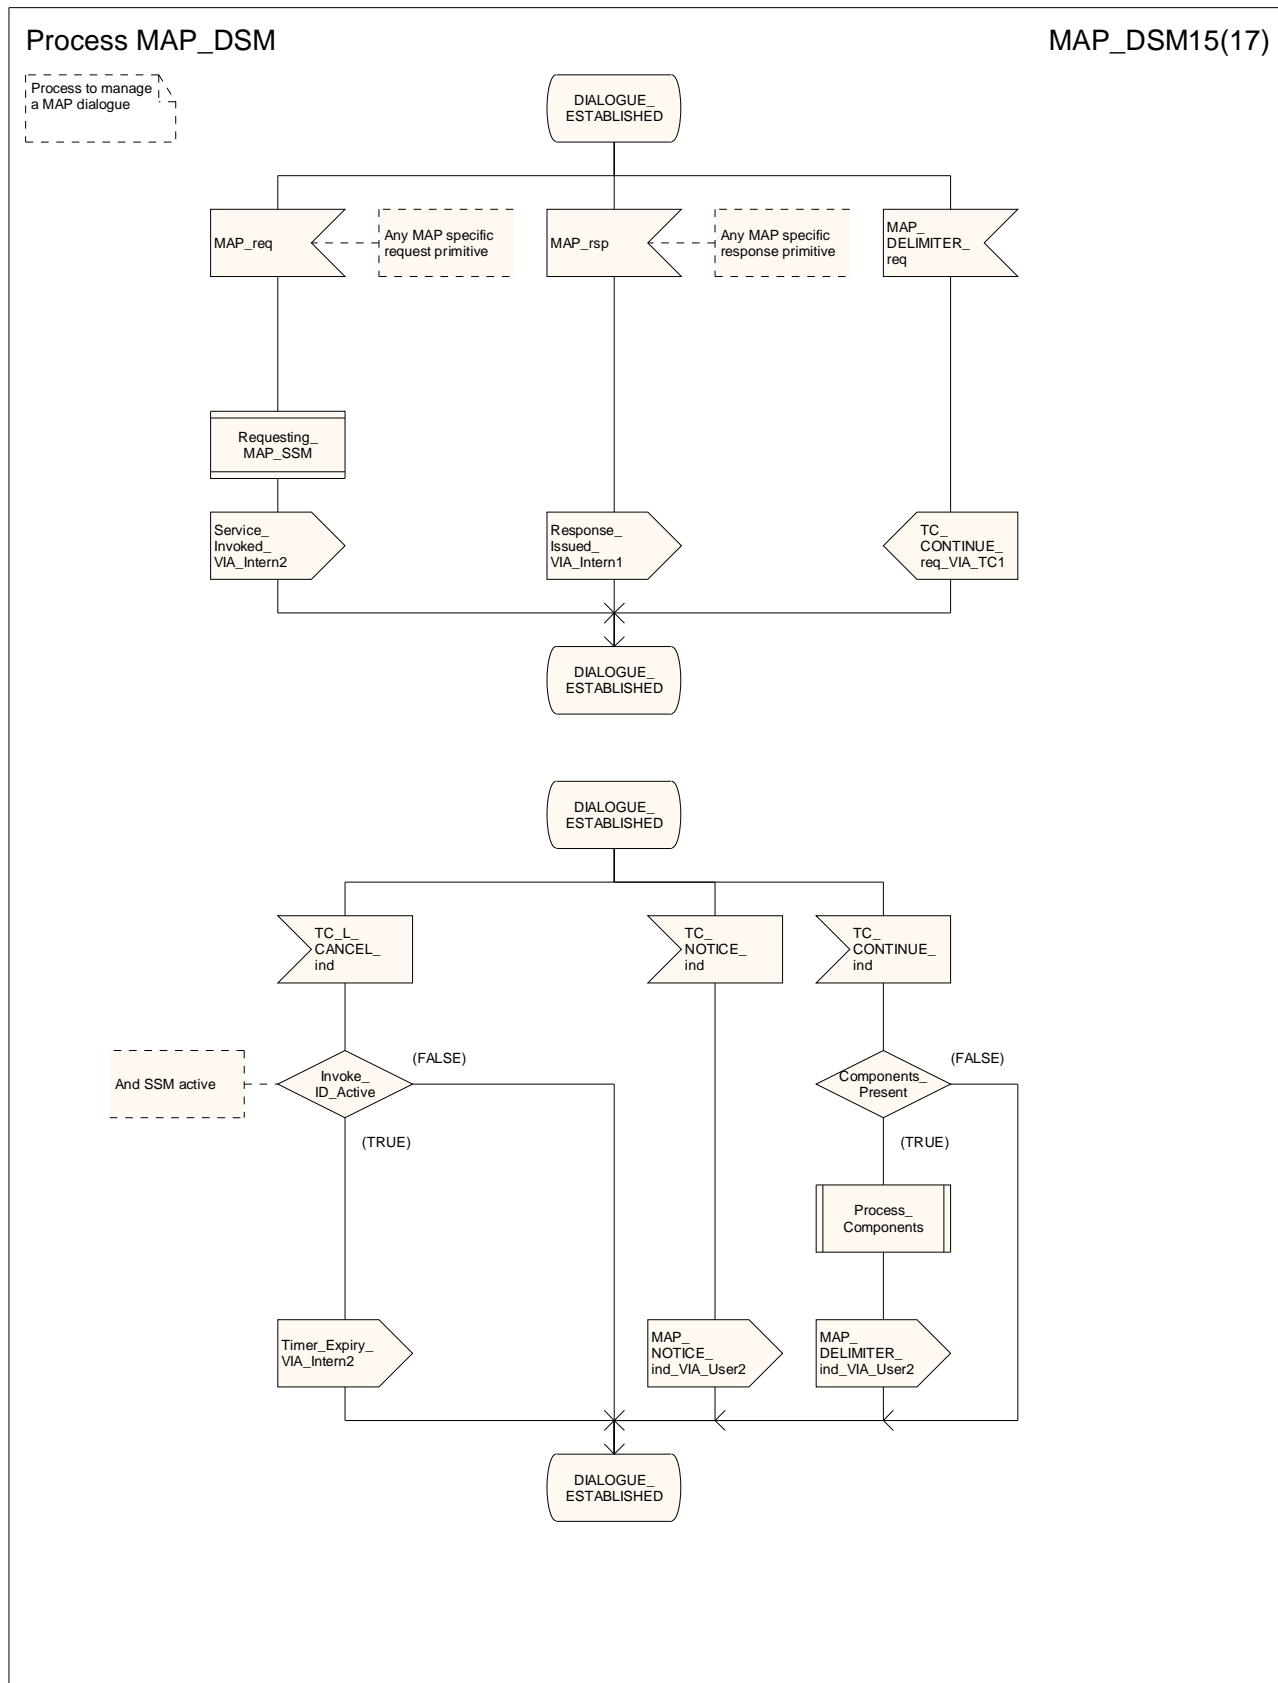 Process MAP_DSM
MAP_DSM15(17)
Process to manage
a MAP dialogue
DIALOGUE_
ESTABLISHED
MAP_req
Any MAP specific
request primitive
MAP_rsp
Any MAP specific
response primitive
MAP_
DELIMITER_
req
Requesting_
MAP_SSM
Service_
Invoked_
VIA_Intern2
Response_
Issued_
VIA_Intern1
TC_
CONTINUE_
req_VIA_TC1
DIALOGUE_
ESTABLISHED
DIALOGUE_
ESTABLISHED
TC_L_
CANCEL_
ind
TC_
NOTICE_
ind
TC_
CONTINUE_
ind
And SSM active
Invoke_
ID_Active
(FALSE)
(TRUE)
Components_
Present
(FALSE)
(TRUE)
Process_
Components
Timer_Expiry_
VIA_Intern2
MAP_
NOTICE_
ind_VIA_User2
MAP_
DELIMITER_
ind_VIA_User2
DIALOGUE_
ESTABLISHED